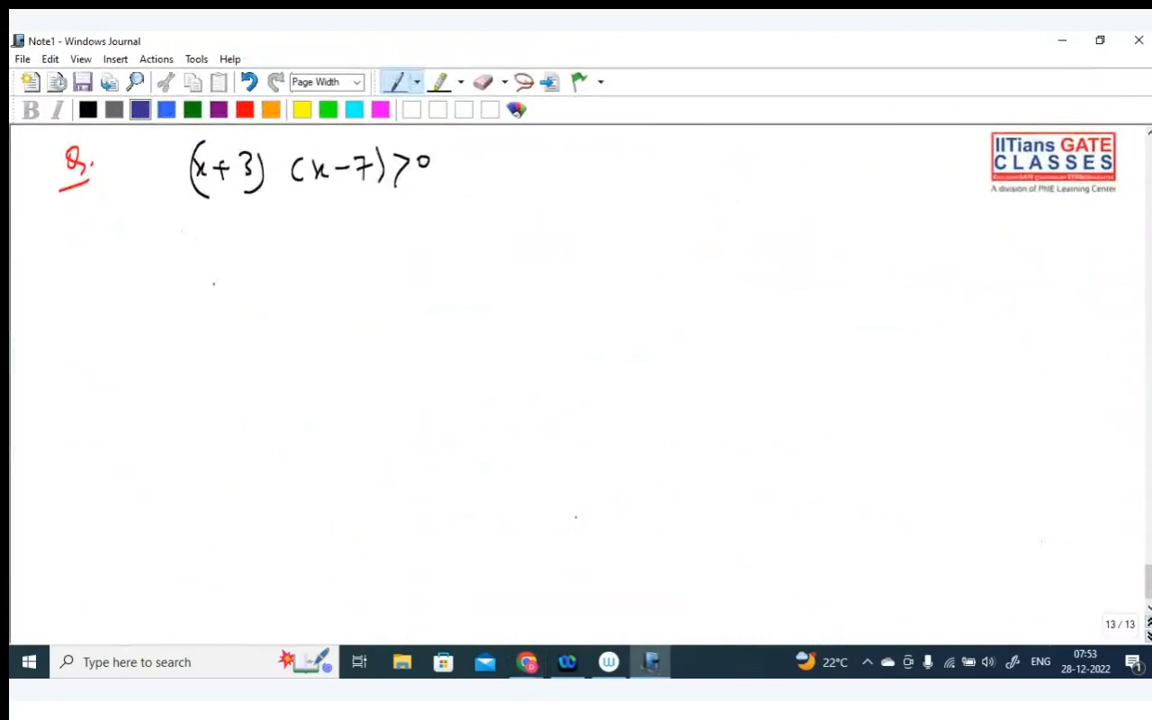 Note1 - Windows Journal
File Edit View Insert Actions Tools Help
Page Width
B I
Q. (x+3) (x-7)>0
IITians GATE
CLASSES
A division of PhIE Learning Center
13 / 13
Type here to search
22°C
ENG
07:53
28-12-2022
1